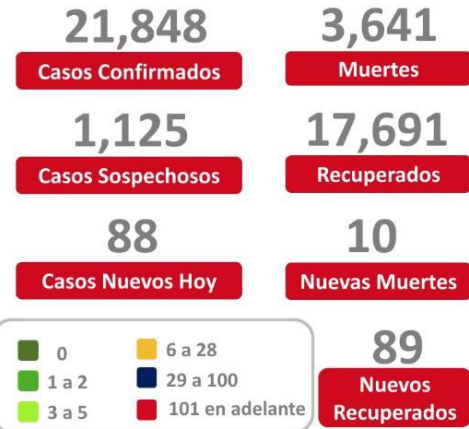 21,848
Casos Confirmados
3,641
Muertes
1,125
Casos Sospechosos
17,691
Recuperados
88
Casos Nuevos Hoy
10
Nuevas Muertes
0
1 a 2
3 a 5
6 a 28
29 a 100
101 en adelante
89
Nuevos
Recuperados